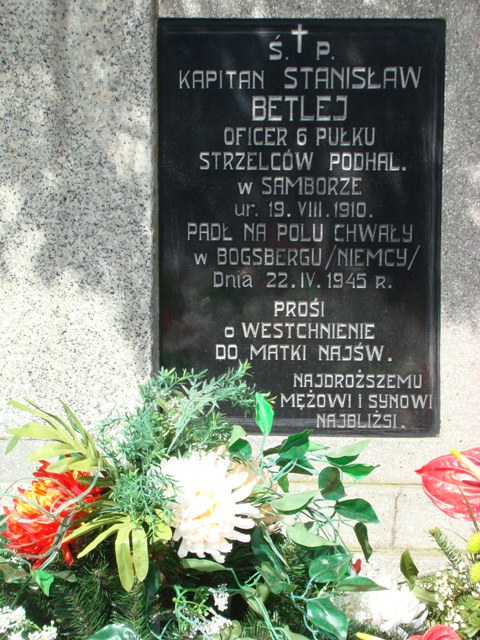 Ś. P.
KAPITAN STANISŁAW
BETLEJ
OFICER 6 PUŁKU
STRZELCÓW PODHAL.
w SAMBORZE
ur. 19. VIII. 1910.
PADŁ NA POLU CHWAŁY
w BOGSBERGU /NIEMCY/
Dnia 22. IV. 1945 R.
PROŚI
o WESTCHNIENIE
DO MATKI NAJŚW.
NAJDROŻSZEMU
MĘŻOWI i SYNOWI
NAJBLIŻSI.